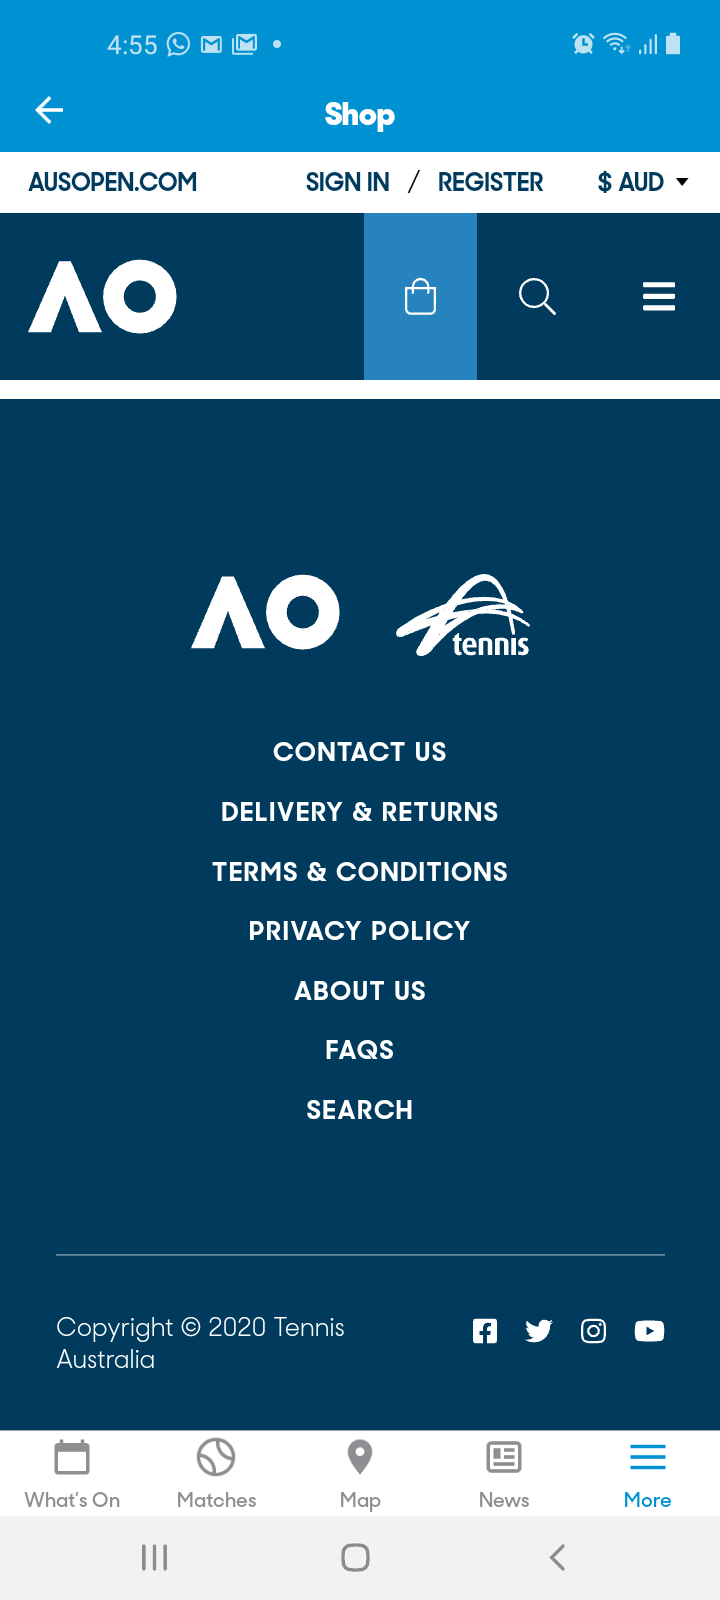 4:55
Shop
AUSOPEN.COM SIGN IN / REGISTER $ AUD
AO
AO tennis
CONTACT US
DELIVERY & RETURNS
TERMS & CONDITIONS
PRIVACY POLICY
ABOUT US
FAQS
SEARCH
Copyright © 2020 Tennis
Australia
What's On Matches Map News More